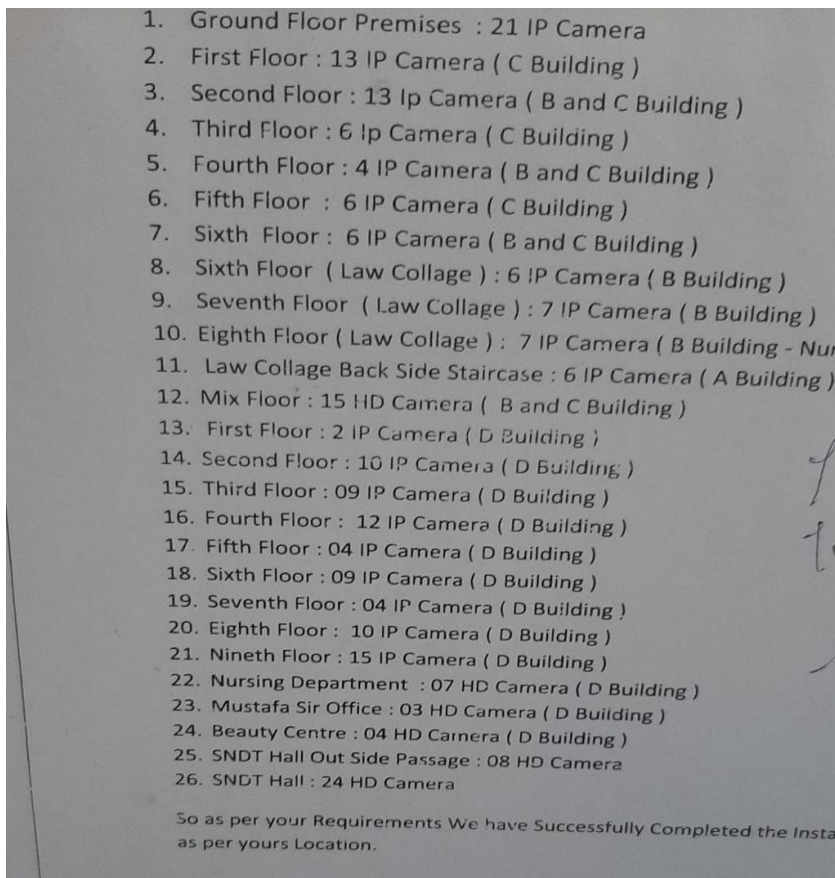 1. Ground Floor Premises : 21 IP Camera
2. First Floor : 13 IP Camera ( C Building )
3. Second Floor : 13 Ip Camera ( B and C Building )
4. Third Floor : 6 Ip Camera ( C Building )
5. Fourth Floor : 4 IP Camera ( B and C Building )
6. Fifth Floor : 6 IP Camera ( C Building )
7. Sixth Floor : 6 IP Camera ( B and C Building )
8. Sixth Floor ( Law Collage ) : 6 IP Camera ( B Building )
9. Seventh Floor ( Law Collage ) : 7 IP Camera ( B Building )
10. Eighth Floor ( Law Collage ) : 7 IP Camera ( B Building - Nur
11. Law Collage Back Side Staircase : 6 IP Camera ( A Building )
12. Mix Floor : 15 HD Camera ( B and C Building )
13. First Floor : 2 IP Camera ( D Building )
14. Second Floor : 10 IP Camera ( D Building )
15. Third Floor : 09 IP Camera ( D Building )
16. Fourth Floor : 12 IP Camera ( D Building )
17. Fifth Floor : 04 IP Camera ( D Building )
18. Sixth Floor : 09 IP Camera ( D Building )
19. Seventh Floor : 04 IP Camera ( D Building )
20. Eighth Floor : 10 IP Camera ( D Building )
21. Nineth Floor : 15 IP Camera ( D Building )
22. Nursing Department : 07 HD Camera ( D Building )
23. Mustafa Sir Office : 03 HD Camera ( D Building )
24. Beauty Centre : 04 HD Camera ( D Building )
25. SNDT Hall Out Side Passage : 08 HD Camera
26. SNDT Hall : 24 HD Camera
So as per your Requirements We have Successfully Completed the Insta
as per yours Location.